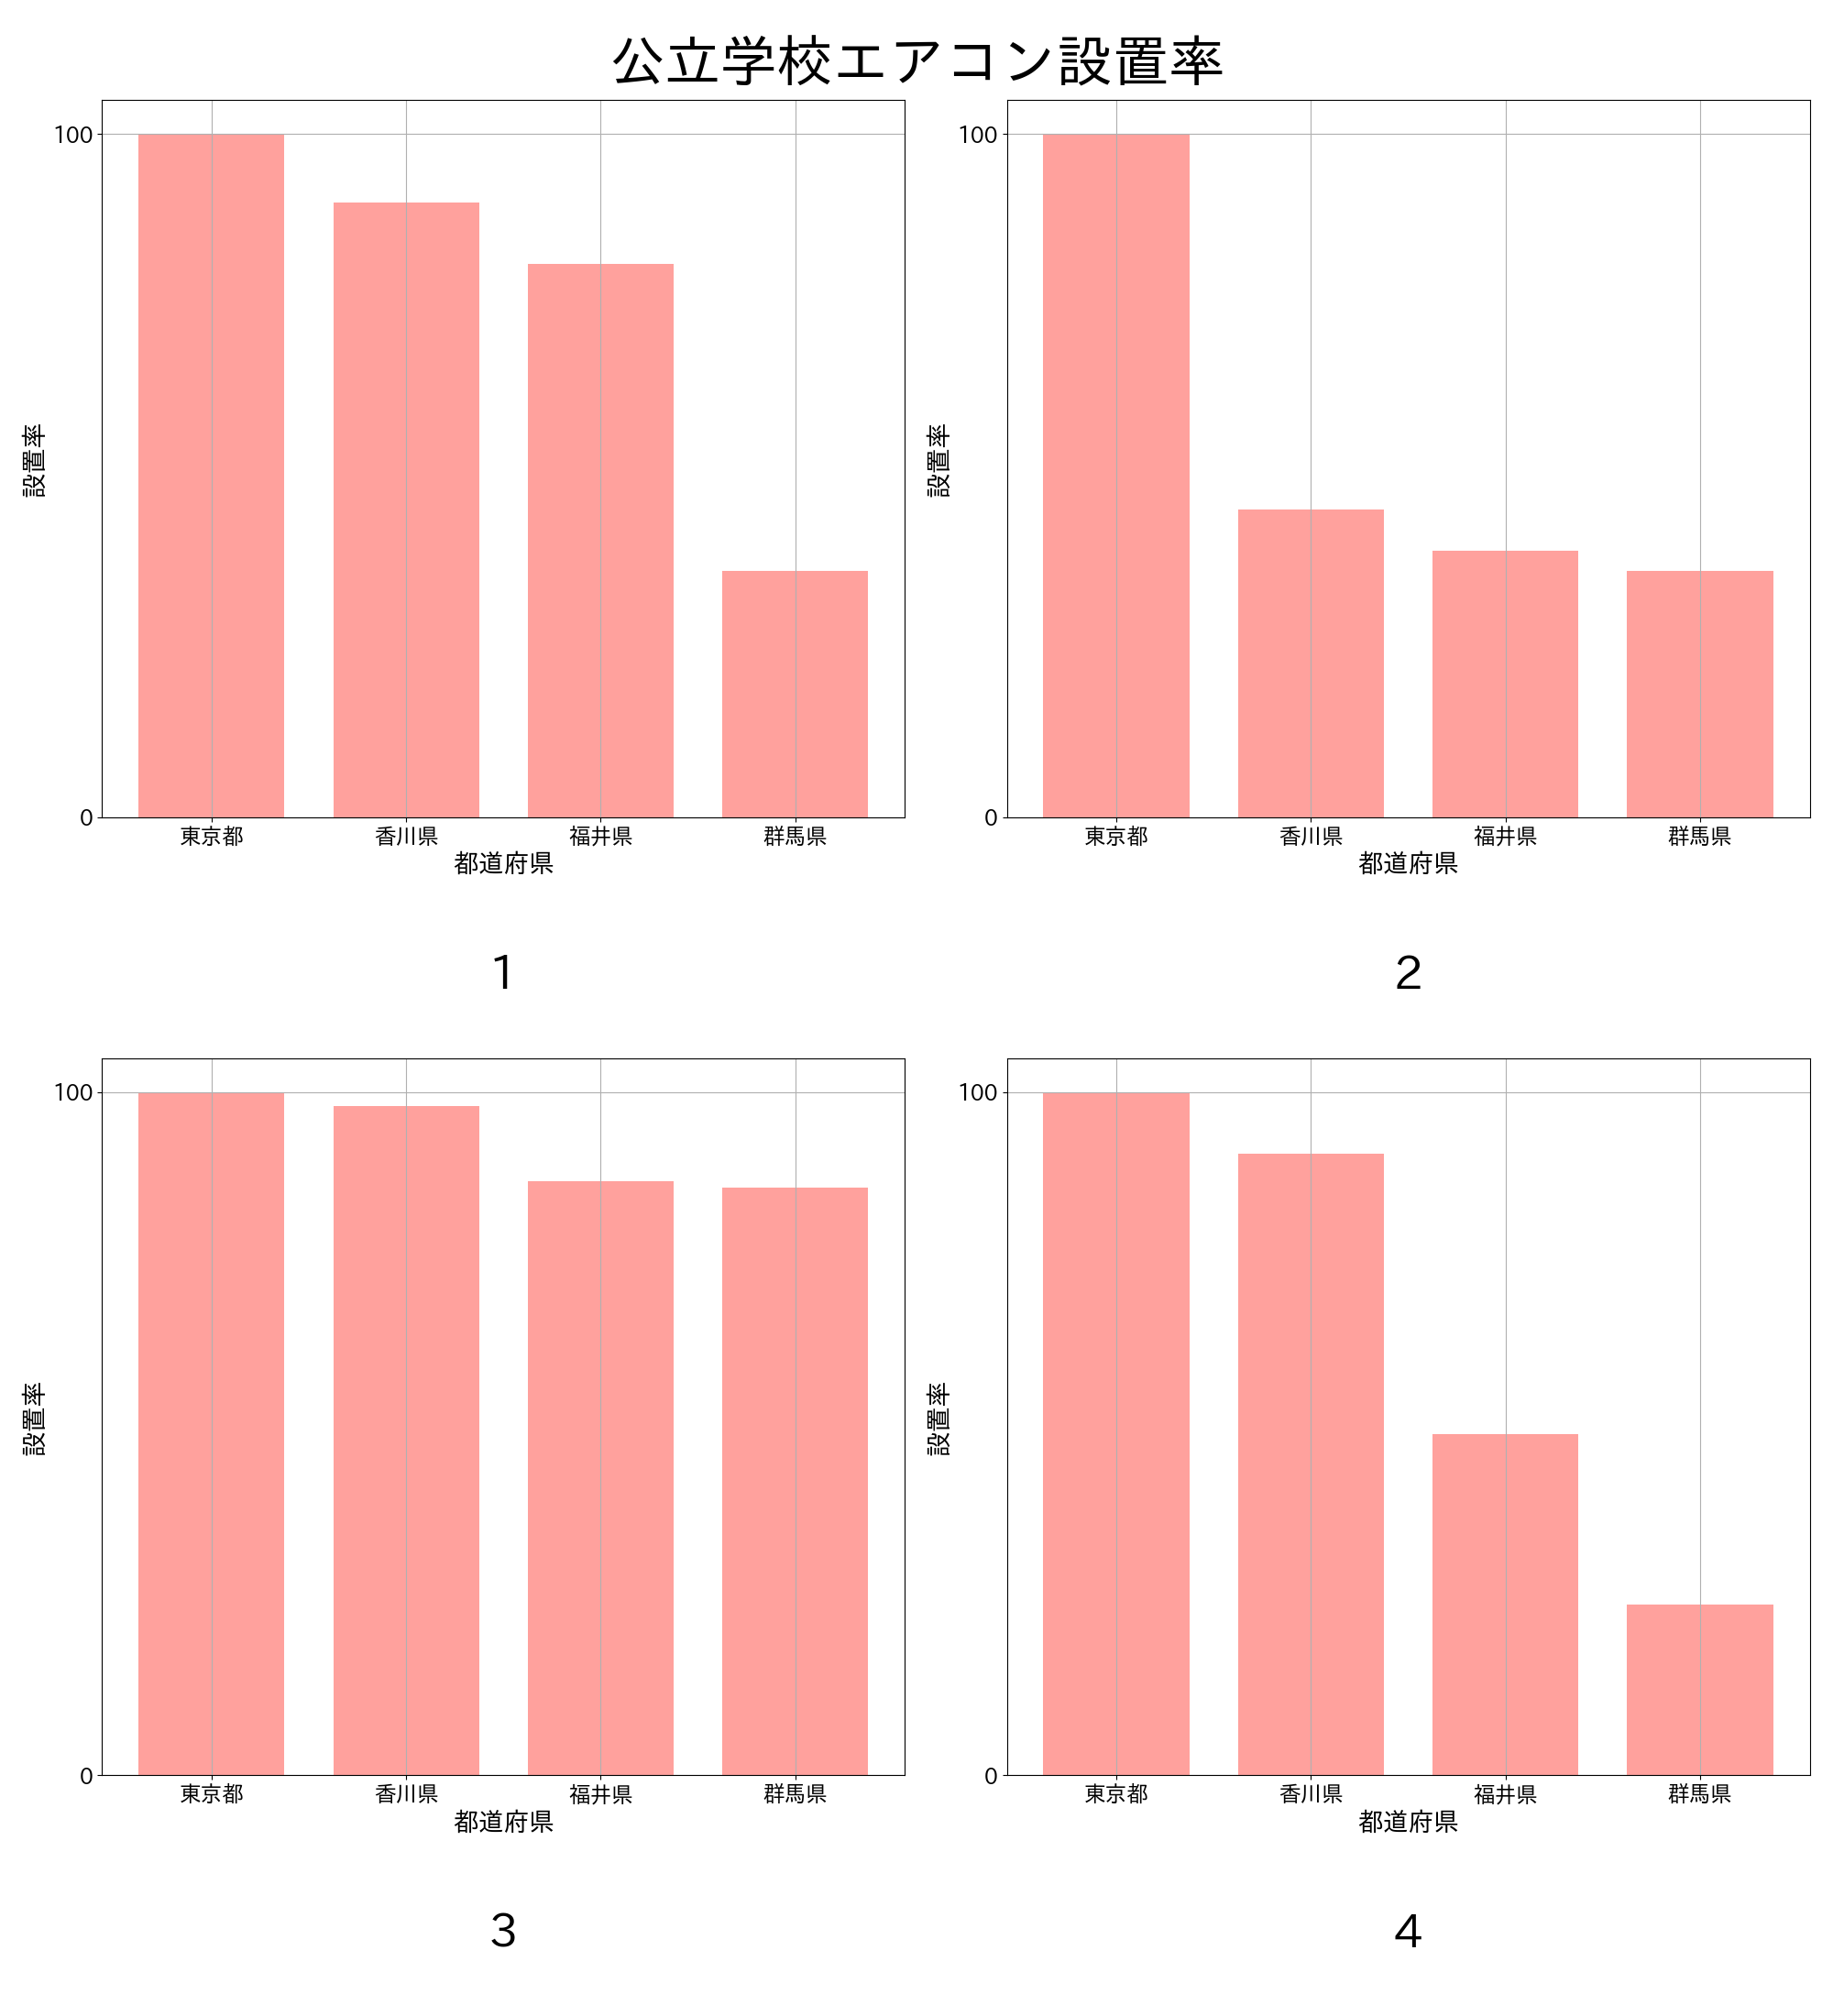 公立学校エアコン設置率
100
0
設置率
東京都 香川県 福井県 群馬県
都道府県
1
100
0
設置率
東京都 香川県 福井県 群馬県
都道府県
2
100
0
設置率
東京都 香川県 福井県 群馬県
都道府県
3
100
0
設置率
東京都 香川県 福井県 群馬県
都道府県
4